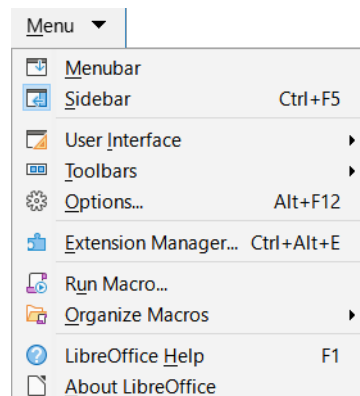 Menu
Menubar
Sidebar Ctrl+F5
User Interface
Toolbars
Options... Alt+F12
Extension Manager... Ctrl+Alt+E
Run Macro...
Organize Macros
LibreOffice Help F1
About LibreOffice